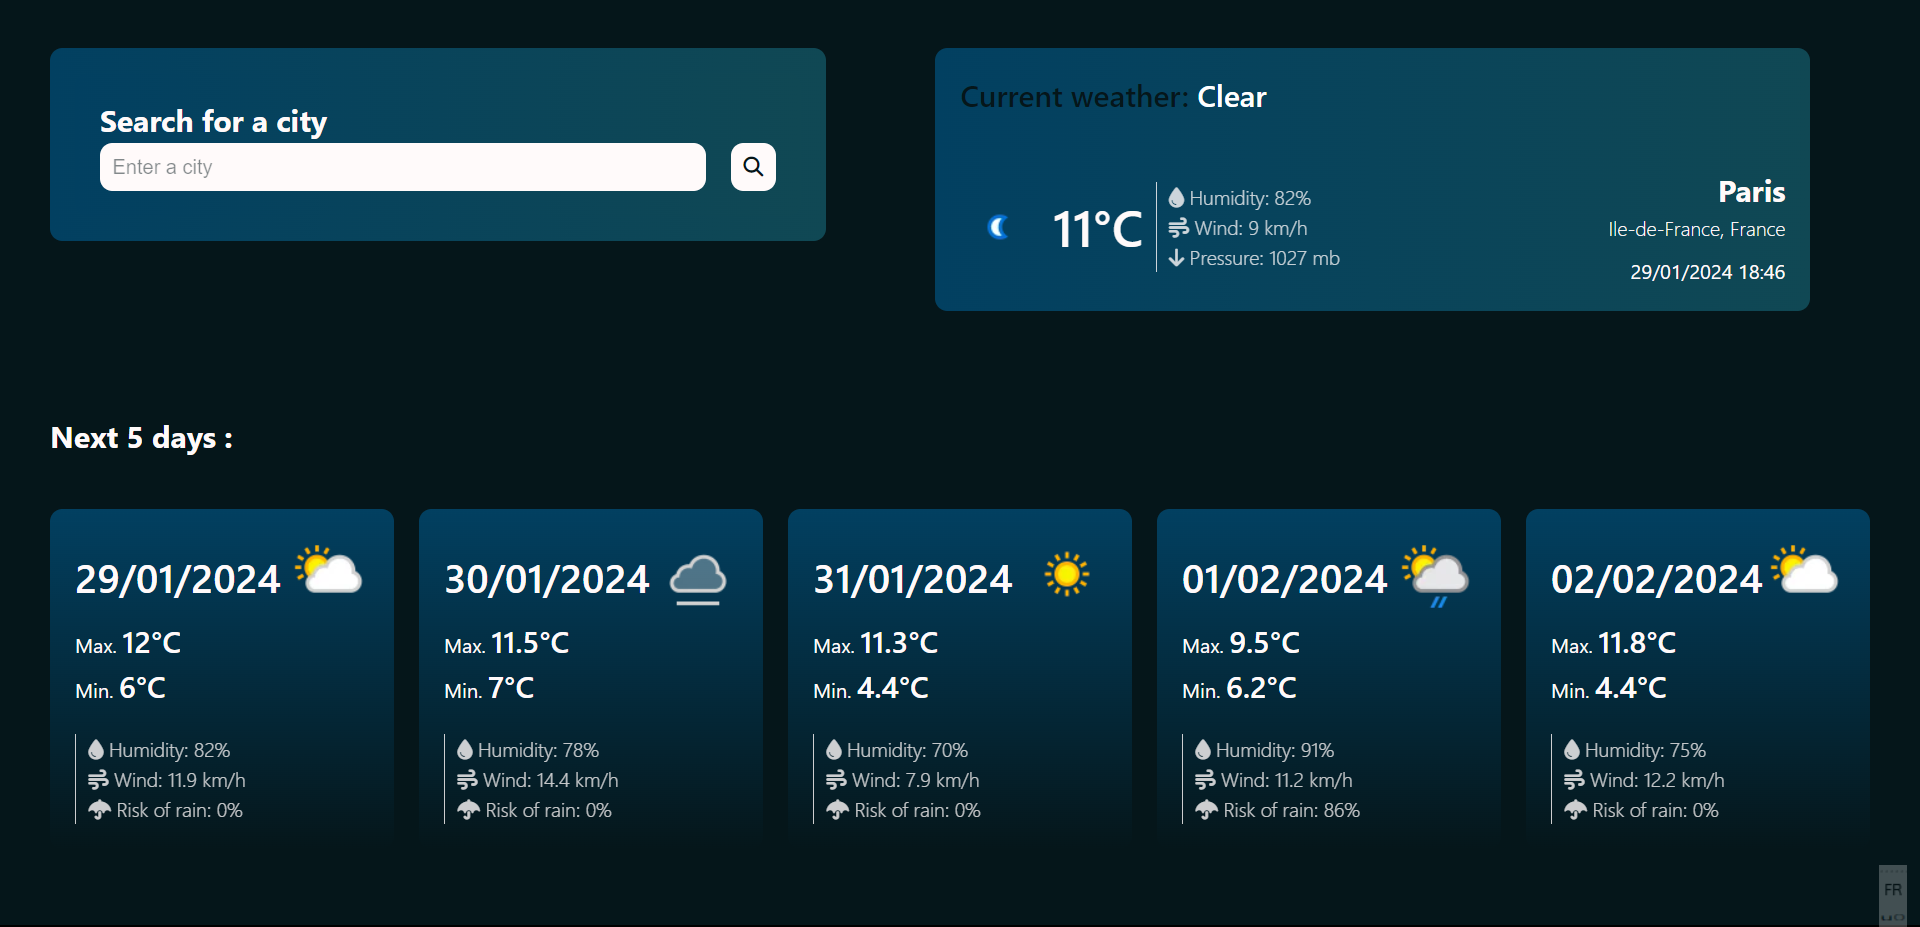 Search for a city
Enter a city
Current weather: Clear
11°C
Humidity: 82%
Wind: 9 km/h
Pressure: 1027 mb
Paris
Ile-de-France, France
29/01/2024 18:46
Next 5 days :
29/01/2024
Max. 12°C
Min. 6°C
Humidity: 82%
Wind: 11.9 km/h
Risk of rain: 0%
30/01/2024
Max. 11.5°C
Min. 7°C
Humidity: 78%
Wind: 14.4 km/h
Risk of rain: 0%
31/01/2024
Max. 11.3°C
Min. 4.4°C
Humidity: 70%
Wind: 7.9 km/h
Risk of rain: 0%
01/02/2024
Max. 9.5°C
Min. 6.2°C
Humidity: 91%
Wind: 11.2 km/h
Risk of rain: 86%
02/02/2024
Max. 11.8°C
Min. 4.4°C
Humidity: 75%
Wind: 12.2 km/h
Risk of rain: 0%
FR